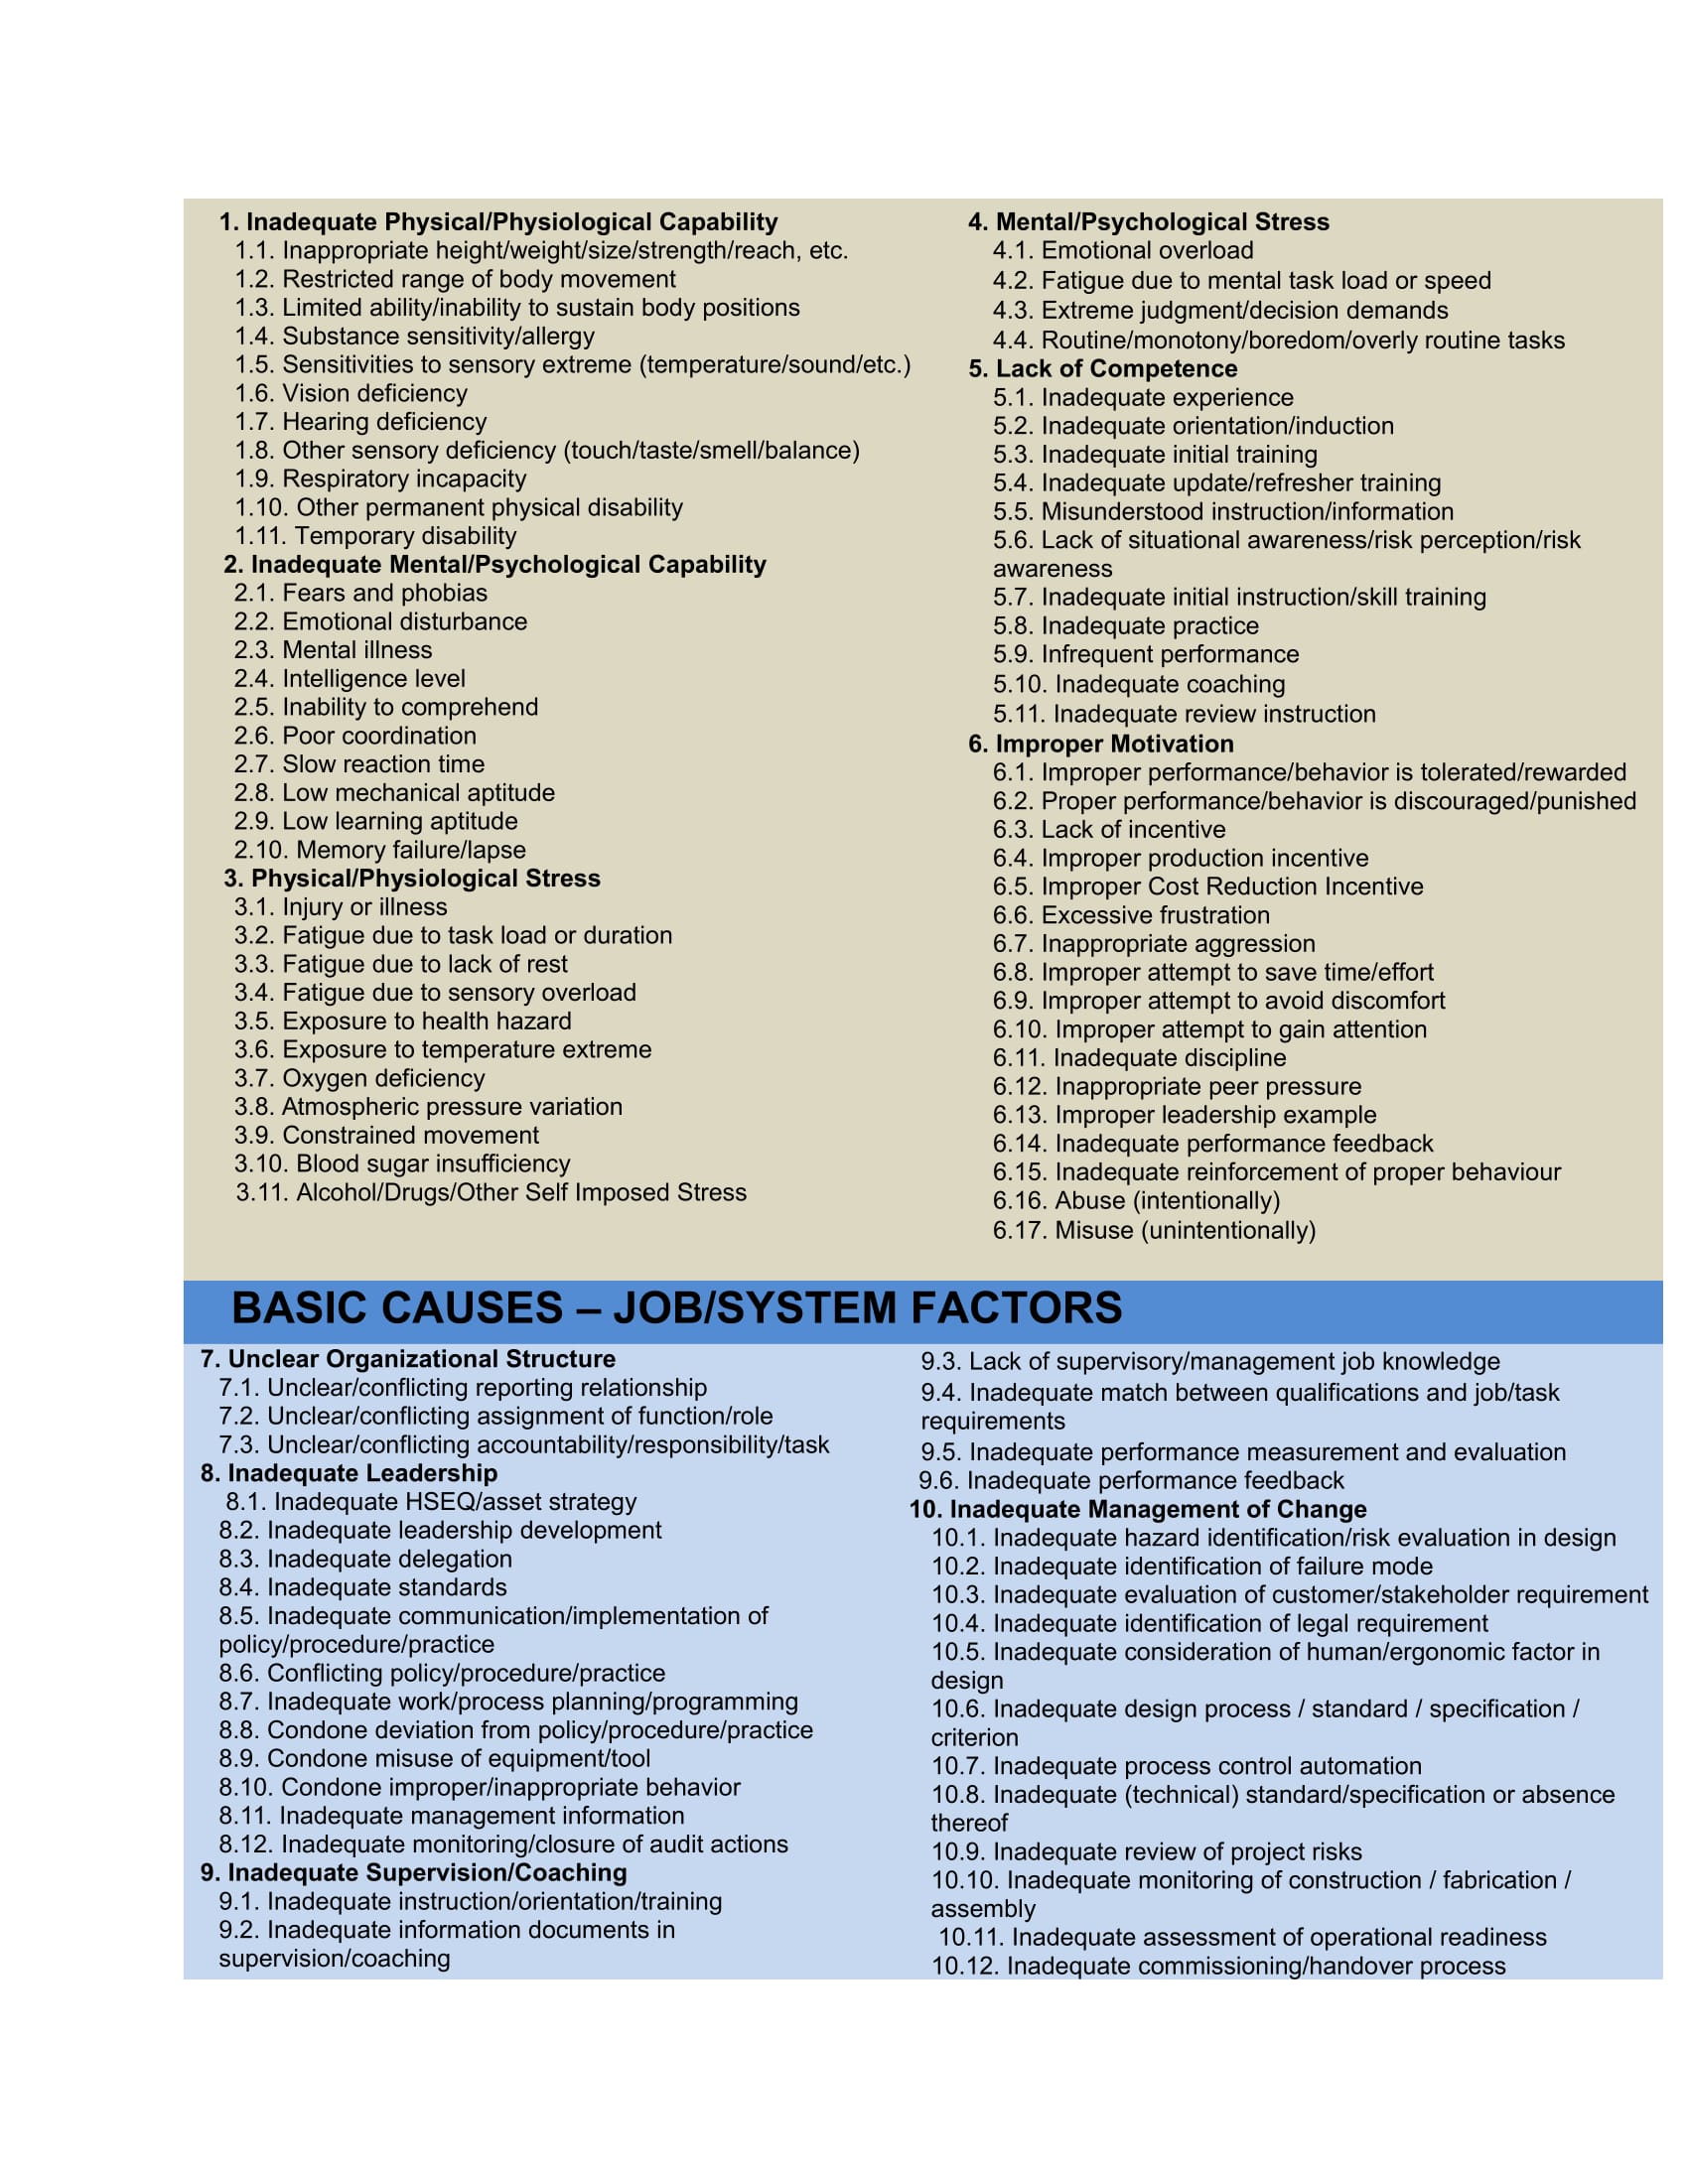 1. Inadequate Physical/Physiological Capability
1.1. Inappropriate height/weight/size/strength/reach, etc.
1.2. Restricted range of body movement
1.3. Limited ability/inability to sustain body positions
1.4. Substance sensitivity/allergy
1.5. Sensitivities to sensory extreme (temperature/sound/etc.)
1.6. Vision deficiency
1.7. Hearing deficiency
1.8. Other sensory deficiency (touch/taste/smell/balance)
1.9. Respiratory incapacity
1.10. Other permanent physical disability
1.11. Temporary disability
2. Inadequate Mental/Psychological Capability
2.1. Fears and phobias
2.2. Emotional disturbance
2.3. Mental illness
2.4. Intelligence level
2.5. Inability to comprehend
2.6. Poor coordination
2.7. Slow reaction time
2.8. Low mechanical aptitude
2.9. Low learning aptitude
2.10. Memory failure/lapse
3. Physical/Physiological Stress
3.1. Injury or illness
3.2. Fatigue due to task load or duration
3.3. Fatigue due to lack of rest
3.4. Fatigue due to sensory overload
3.5. Exposure to health hazard
3.6. Exposure to temperature extreme
3.7. Oxygen deficiency
3.8. Atmospheric pressure variation
3.9. Constrained movement
3.10. Blood sugar insufficiency
3.11. Alcohol/Drugs/Other Self Imposed Stress
4. Mental/Psychological Stress
4.1. Emotional overload
4.2. Fatigue due to mental task load or speed
4.3. Extreme judgment/decision demands
4.4. Routine/monotony/boredom/overly routine tasks
5. Lack of Competence
5.1. Inadequate experience
5.2. Inadequate orientation/induction
5.3. Inadequate initial training
5.4. Inadequate update/refresher training
5.5. Misunderstood instruction/information
5.6. Lack of situational awareness/risk perception/risk
awareness
5.7. Inadequate initial instruction/skill training
5.8. Inadequate practice
5.9. Infrequent performance
5.10. Inadequate coaching
5.11. Inadequate review instruction
6. Improper Motivation
6.1. Improper performance/behavior is tolerated/rewarded
6.2. Proper performance/behavior is discouraged/punished
6.3. Lack of incentive
6.4. Improper production incentive
6.5. Improper Cost Reduction Incentive
6.6. Excessive frustration
6.7. Inappropriate aggression
6.8. Improper attempt to save time/effort
6.9. Improper attempt to avoid discomfort
6.10. Improper attempt to gain attention
6.11. Inadequate discipline
6.12. Inappropriate peer pressure
6.13. Improper leadership example
6.14. Inadequate performance feedback
6.15. Inadequate reinforcement of proper behaviour
6.16. Abuse (intentionally)
6.17. Misuse (unintentionally)
BASIC CAUSES – JOB/SYSTEM FACTORS
7. Unclear Organizational Structure
7.1. Unclear/conflicting reporting relationship
7.2. Unclear/conflicting assignment of function/role
7.3. Unclear/conflicting accountability/responsibility/task
8. Inadequate Leadership
8.1. Inadequate HSEQ/asset strategy
8.2. Inadequate leadership development
8.3. Inadequate delegation
8.4. Inadequate standards
8.5. Inadequate communication/implementation of
policy/procedure/practice
8.6. Conflicting policy/procedure/practice
8.7. Inadequate work/process planning/programming
8.8. Condone deviation from policy/procedure/practice
8.9. Condone misuse of equipment/tool
8.10. Condone improper/inappropriate behavior
8.11. Inadequate management information
8.12. Inadequate monitoring/closure of audit actions
9. Inadequate Supervision/Coaching
9.1. Inadequate instruction/orientation/training
9.2. Inadequate information documents in
supervision/coaching
9.3. Lack of supervisory/management job knowledge
9.4. Inadequate match between qualifications and job/task
requirements
9.5. Inadequate performance measurement and evaluation
9.6. Inadequate performance feedback
10. Inadequate Management of Change
10.1. Inadequate hazard identification/risk evaluation in design
10.2. Inadequate identification of failure mode
10.3. Inadequate evaluation of customer/stakeholder requirement
10.4. Inadequate identification of legal requirement
10.5. Inadequate consideration of human/ergonomic factor in
design
10.6. Inadequate design process / standard / specification /
criterion
10.7. Inadequate process control automation
10.8. Inadequate (technical) standard/specification or absence
thereof
10.9. Inadequate review of project risks
10.10. Inadequate monitoring of construction / fabrication /
assembly
10.11. Inadequate assessment of operational readiness
10.12. Inadequate commissioning/handover process